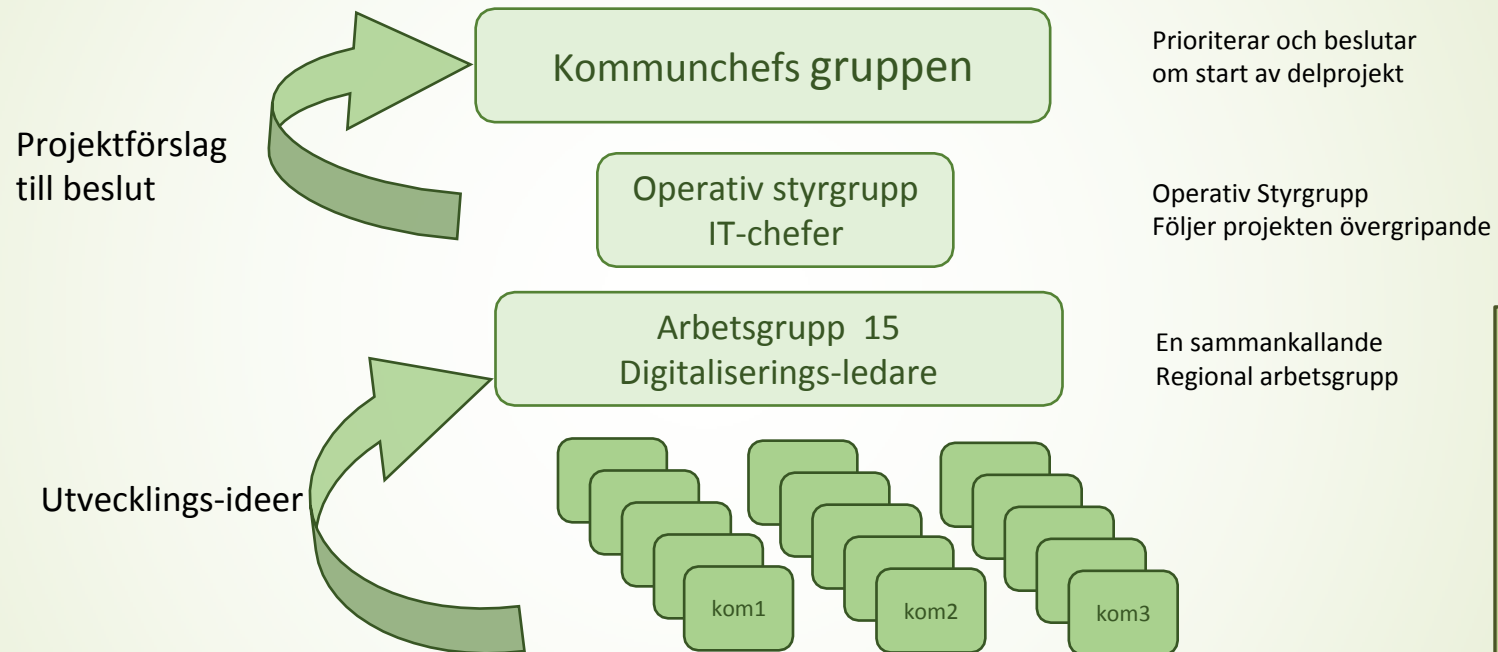 Kommunchefs gruppen
Prioriterar och beslutar
om start av delprojekt
Projektförslag
till beslut
Operativ styrgrupp
IT-chefer
Operativ Styrgrupp
Följer projekten övergripande
Arbetsgrupp 15
Digitaliserings-ledare
En sammankallande
Regional arbetsgrupp
Utvecklings-ideer
kom1
kom2
kom3